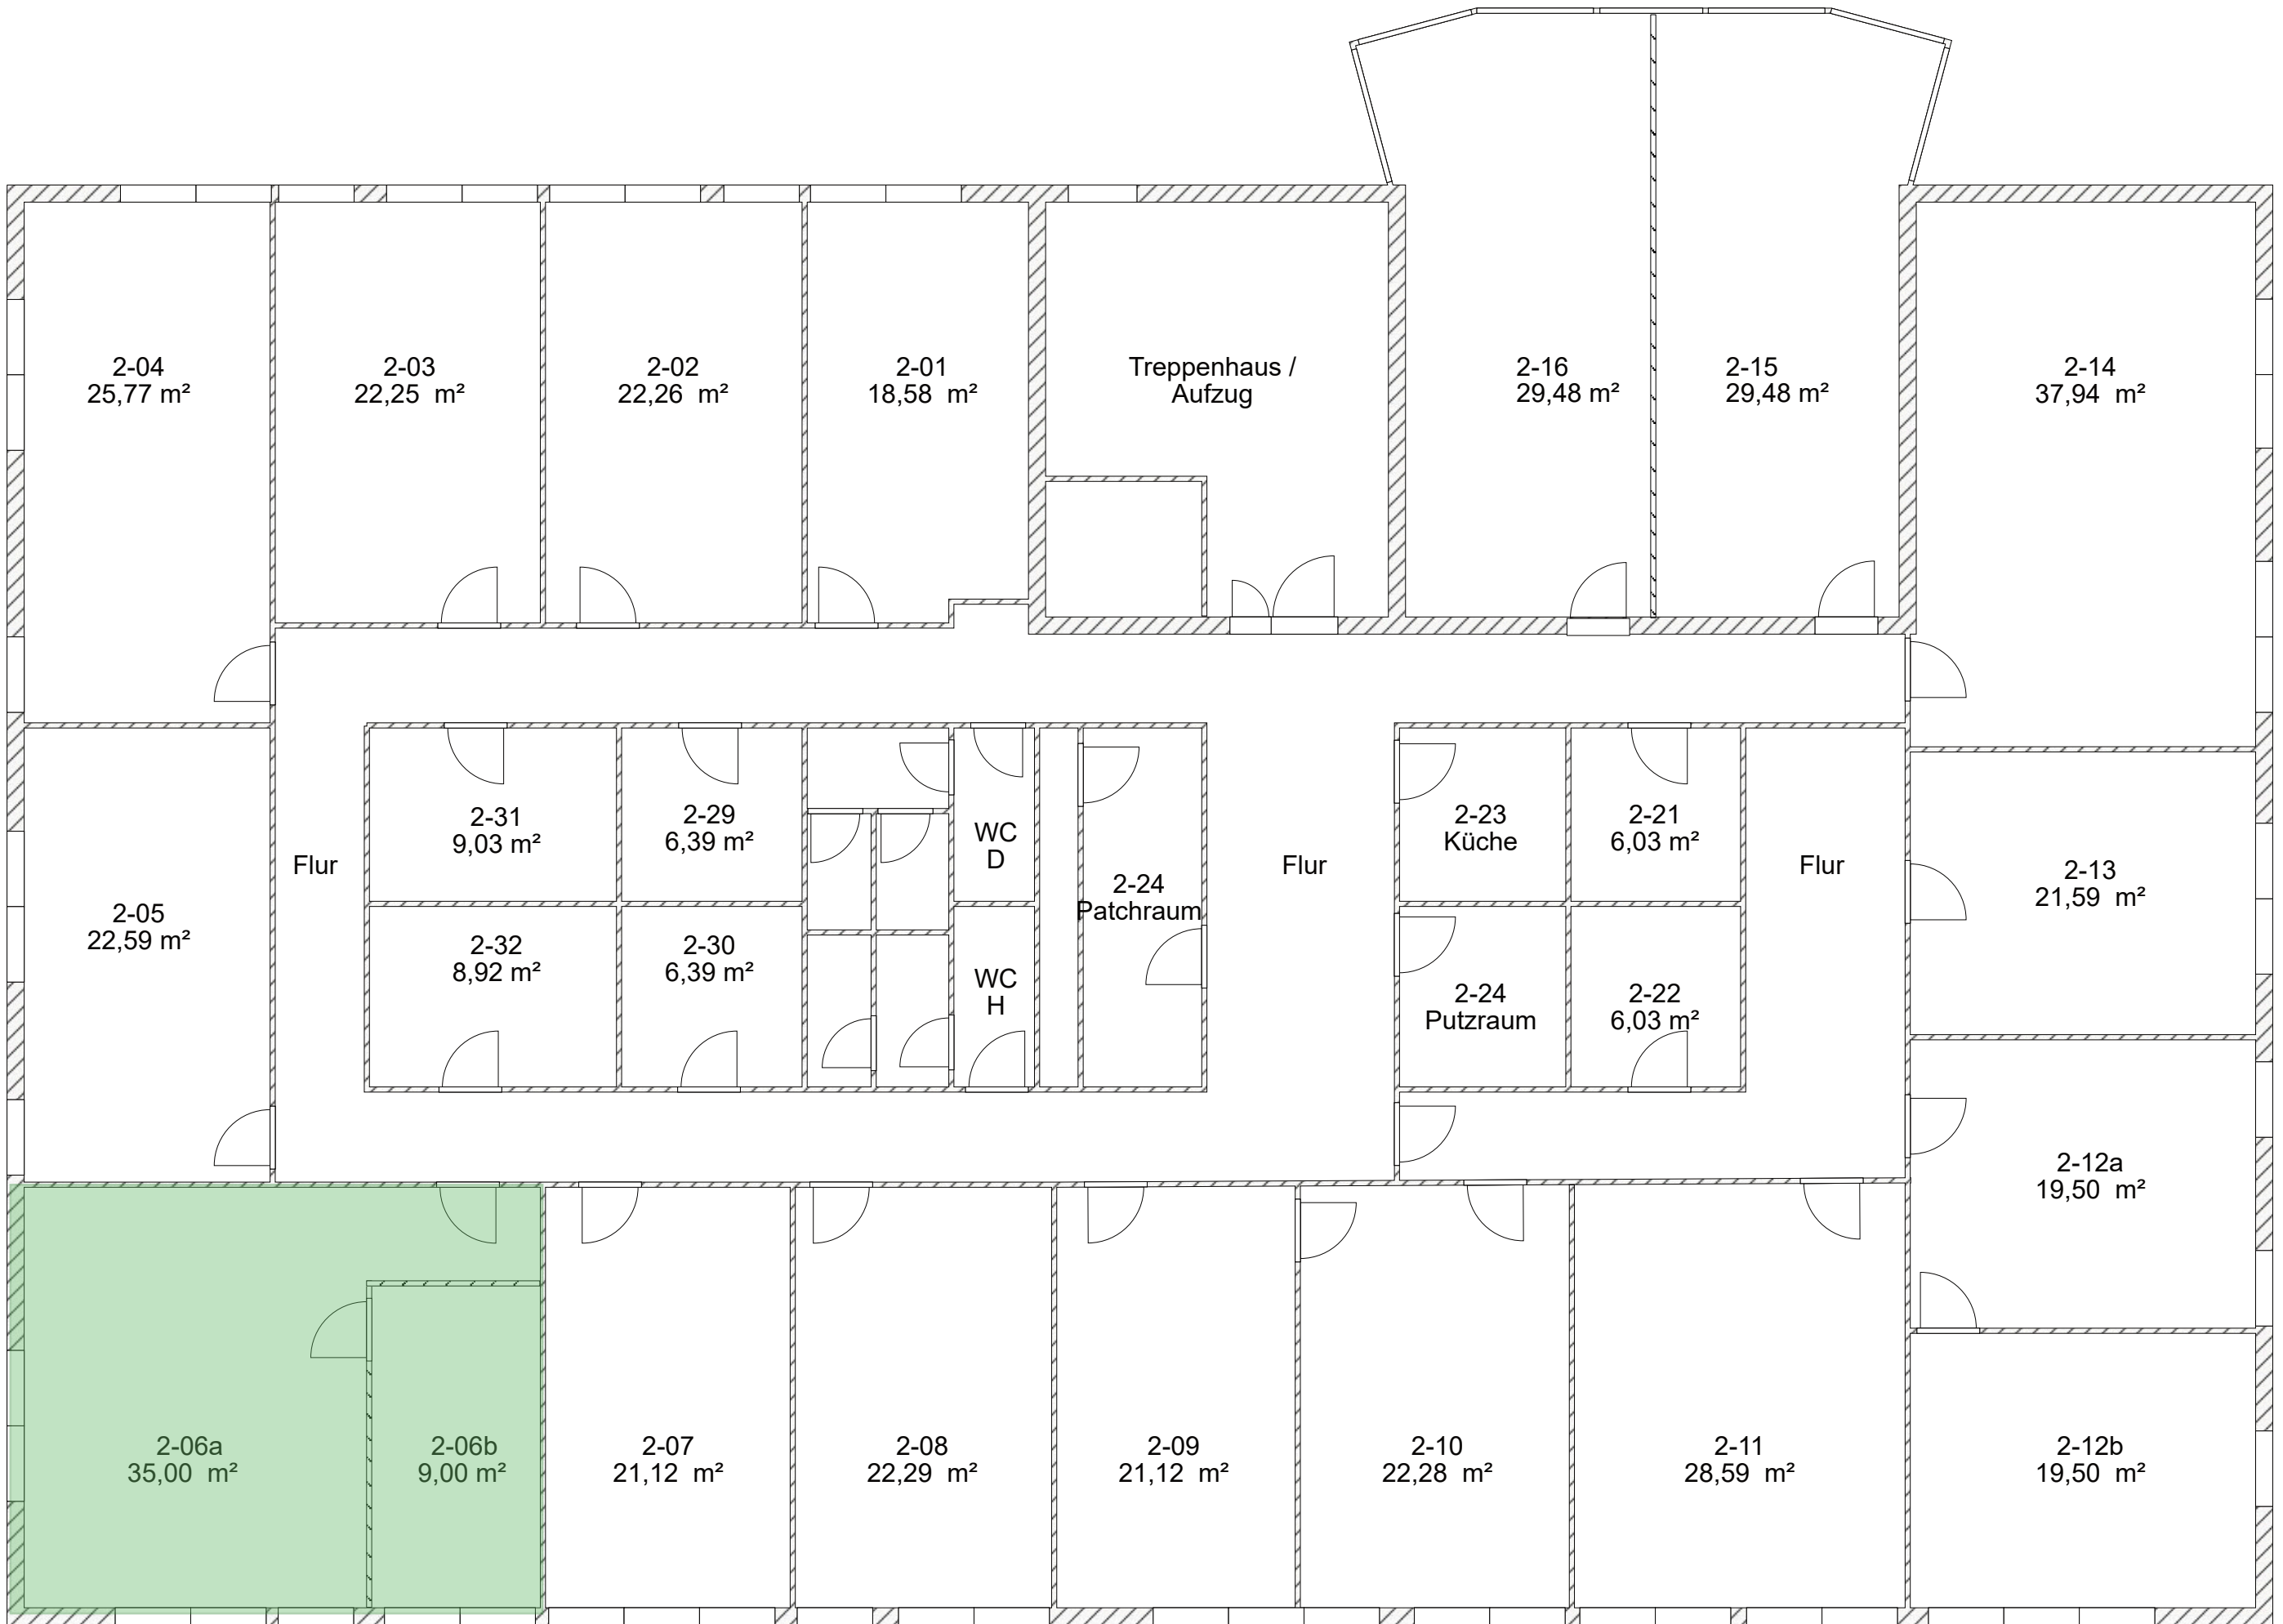 2-04
25,77 m²
2-03
22,25 m²
2-02
22,26 m²
2-01
18,58 m²
Treppenhaus /
Aufzug
2-16
29,48 m²
2-15
29,48 m²
2-14
37,94 m²
2-05
22,59 m²
Flur
2-31
9,03 m²
2-29
6,39 m²
2-32
8,92 m²
2-30
6,39 m²
WC
D
WC
H
2-24
Patchraum
Flur
2-23
Küche
2-21
6,03 m²
2-24
Putzraum
2-22
6,03 m²
Flur
2-13
21,59 m²
2-12a
19,50 m²
2-06a
35,00 m²
2-06b
9,00 m²
2-07
21,12 m²
2-08
22,29 m²
2-09
21,12 m²
2-10
22,28 m²
2-11
28,59 m²
2-12b
19,50 m²